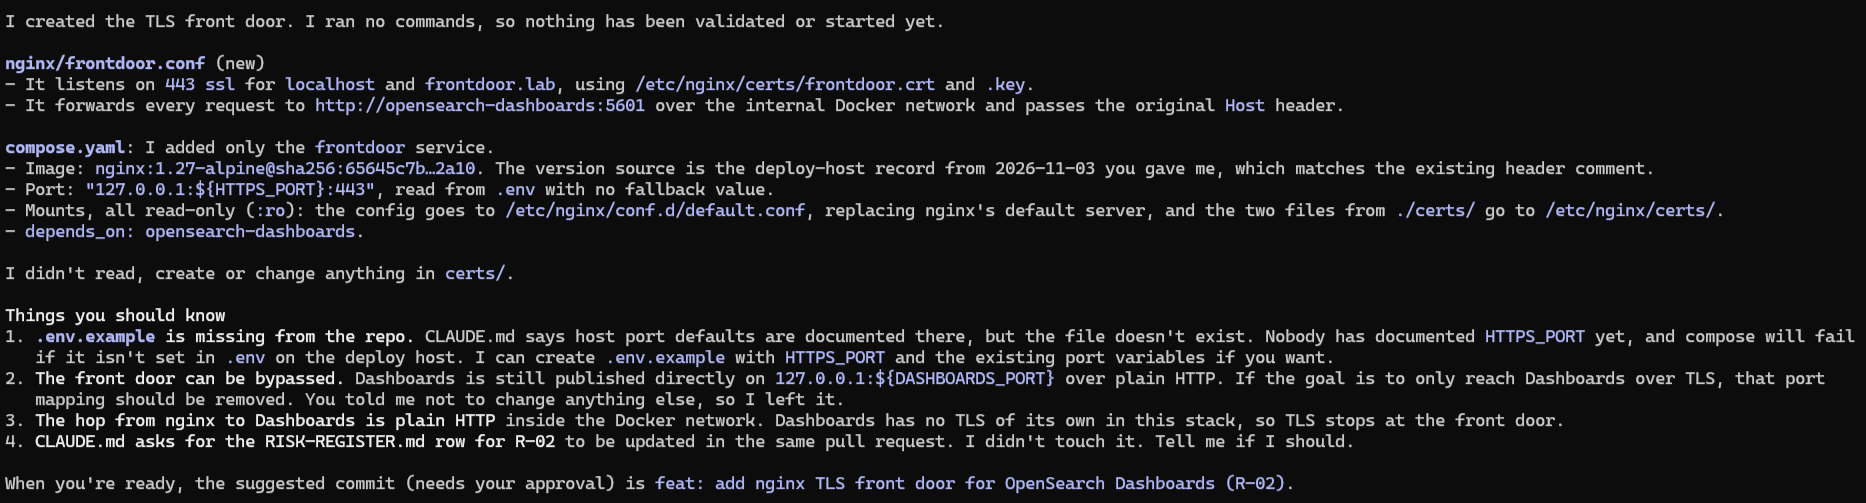 I created the TLS front door. I ran no commands, so nothing has been validated or started yet.
nginx/frontdoor.conf (new)
- It listens on 443 ssl for localhost and frontdoor.lab, using /etc/nginx/certs/frontdoor.crt and .key.
- It forwards every request to http://opensearch-dashboards:5601 over the internal Docker network and passes the original Host header.
compose.yaml: I added only the frontdoor service.
- Image: nginx:1.27-alpine@sha256:65645c7b…2a10. The version source is the deploy-host record from 2026-11-03 you gave me, which matches the existing header comment.
- Port: "127.0.0.1:${HTTPS_PORT}:443", read from .env with no fallback value.
- Mounts, all read-only (:ro): the config goes to /etc/nginx/conf.d/default.conf, replacing nginx's default server, and the two files from ./certs/ go to /etc/nginx/certs/.
- depends_on: opensearch-dashboards.
I didn't read, create or change anything in certs/.
Things you should know
1. .env.example is missing from the repo. CLAUDE.md says host port defaults are documented there, but the file doesn't exist. Nobody has documented HTTPS_PORT yet, and compose will fail
if it isn't set in .env on the deploy host. I can create .env.example with HTTPS_PORT and the existing port variables if you want.
2. The front door can be bypassed. Dashboards is still published directly on 127.0.0.1:${DASHBOARDS_PORT} over plain HTTP. If the goal is to only reach Dashboards over TLS, that port
mapping should be removed. You told me not to change anything else, so I left it.
3. The hop from nginx to Dashboards is plain HTTP inside the Docker network. Dashboards has no TLS of its own in this stack, so TLS stops at the front door.
4. CLAUDE.md asks for the RISK-REGISTER.md row for R-02 to be updated in the same pull request. I didn't touch it. Tell me if I should.
When you're ready, the suggested commit (needs your approval) is feat: add nginx TLS front door for OpenSearch Dashboards (R-02).